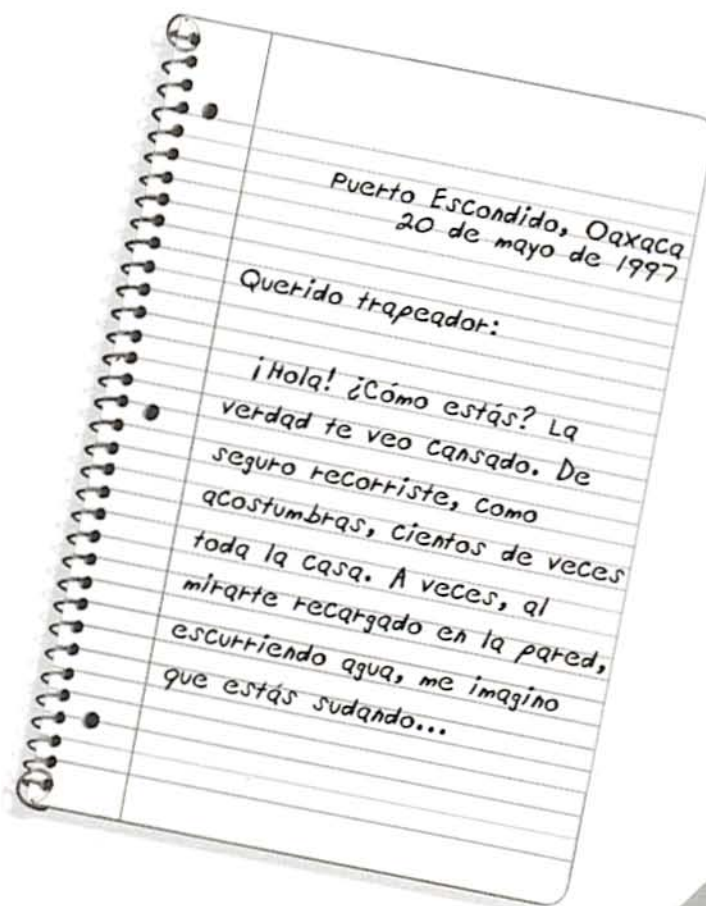 Puerto Escondido, Oaxaca
20 de mayo de 1997
Querido trapeador:
¡Hola! ¿Cómo estás? La
verdad te veo cansado. De
seguro recorriste, como
acostumbras, cientos de veces
toda la casa. A veces, al
mirarte recargado en la pared,
escurriendo agua, me imagino
que estás sudando...